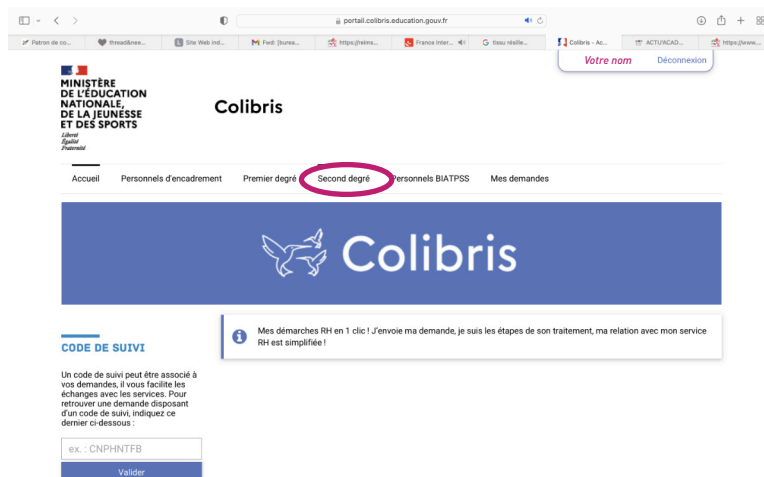 portail.colibris.education.gouv.fr
Patron de co...
thread&nee...
Site Web ind...
Fwd: [burea...
https://reims...
France Inter...
tissu résille...
Colibris - Ac...
ACTU'ACAD...
https://www....
Votre nom
Déconnexion
MINISTÈRE
DE L'ÉDUCATION
NATIONALE,
DE LA JEUNESSE
ET DES SPORTS
Liberté
Égalité
Fraternité
Colibris
Accueil Personnels d'encadrement Premier degré Second degré Personnels BIATPSS Mes demandes
Colibris
CODE DE SUIVI
Un code de suivi peut être associé à
vos demandes, il vous facilite les
échanges avec les services. Pour
retrouver une demande disposant
d'un code de suivi, indiquez ce
dernier ci-dessous :
ex. : CNPHNTFB
Valider
Mes démarches RH en 1 clic ! J'envoie ma demande, je suis les étapes de son traitement, ma relation avec mon service
RH est simplifiée !